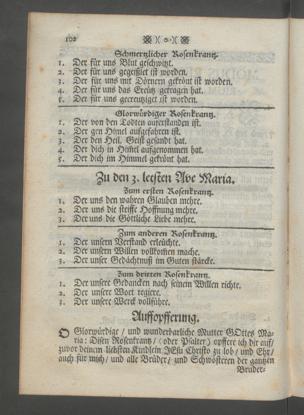 102
Schmertzlicher Rosenkrantz.
1. Der für uns Blut geschwitzt.
2. Der für uns gegeißlet ist worden.
3. Der für uns mit Dörnern gekrönt ist worden.
4. Der für uns das Creutz getragen hat.
5. Der für uns gecreutziget ist worden.
Glorwürdiger Rosenkrantz.
1. Der von den Todten auferstanden ist.
2. Der gen Himel aufgefahren ist.
3. Der den Heil. Geist gesandt hat.
4. Der dich in Himel aufgenommen hat.
5. Der dich im Himmel gekrönt hat.
Zu den 3. letsten Ave Maria.
Zum ersten Rosenkrantz.
1. Der uns den wahren Glauben mehre.
2. Der uns die steiffe Hoffnung mehre.
3. Der uns die Göttliche Liebe mehre.
Zum anderen Rosenkrantz.
1. Der unsern Verstand erleuchte.
2. Der unsern Willen vollkommen mache.
3. Der unser Gedächtnuß im Guten stärcke.
Zum dritten Rosenkrantz.
1. Der unsere Gedancken nach seinem Willen richte.
2. Der unsere Wort regiere.
3. Der unsere Werck vollführe.
Auffopfferung.
O Glorwürdige / und wunderbarliche Mutter GOttes Ma-
ria: Disen Rosenkrantz / (oder Psalter) opffere ich dir auf /
zuvor deinem liebsten Kindlein JEsu Christo zu lob / und Ehr /
auch für mich / und alle Brüder / und Schwösteren der gantzen
Bruder-